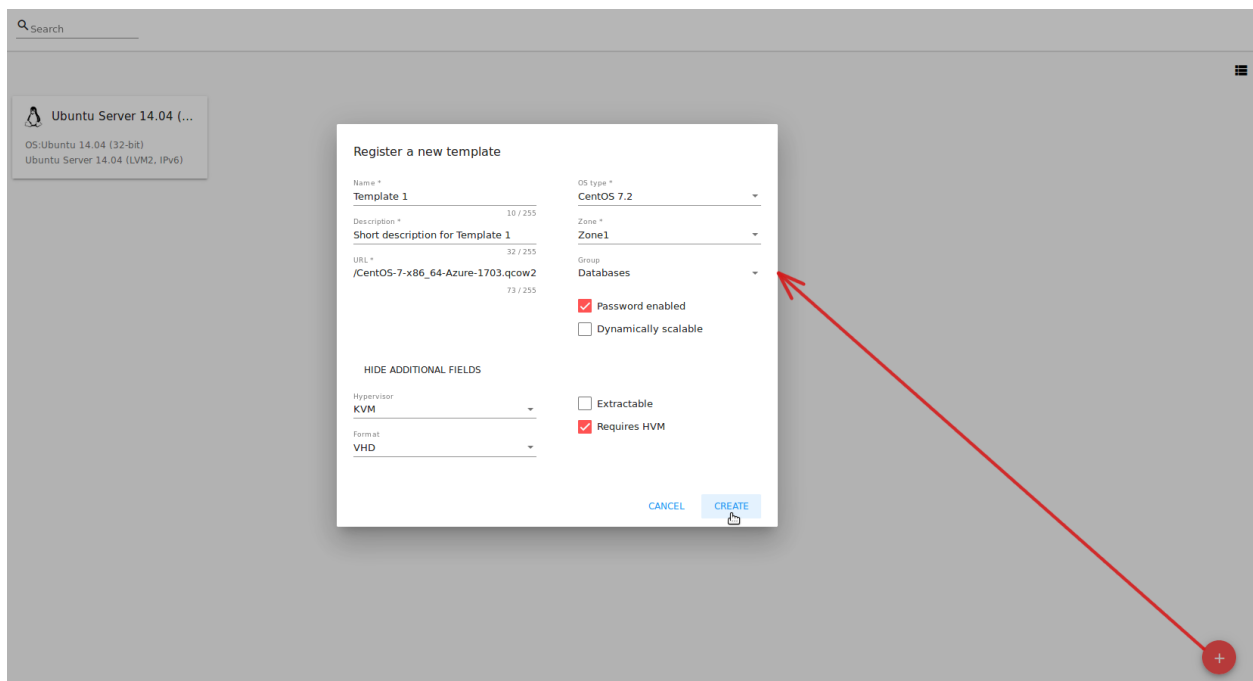 Search
Ubuntu Server 14.04 (...
OS:Ubuntu 14.04 (32-bit)
Ubuntu Server 14.04 (LVM2, IPv6)
Register a new template
Name *
Template 1
10 / 255
Description *
Short description for Template 1
32 / 255
URL *
/CentOS-7-x86_64-Azure-1703.qcow2
73 / 255
OS type *
CentOS 7.2
Zone *
Zone1
Group
Databases
Password enabled
Dynamically scalable
HIDE ADDITIONAL FIELDS
Hypervisor
KVM
Format
VHD
Extractable
Requires HVM
CANCEL CREATE
+